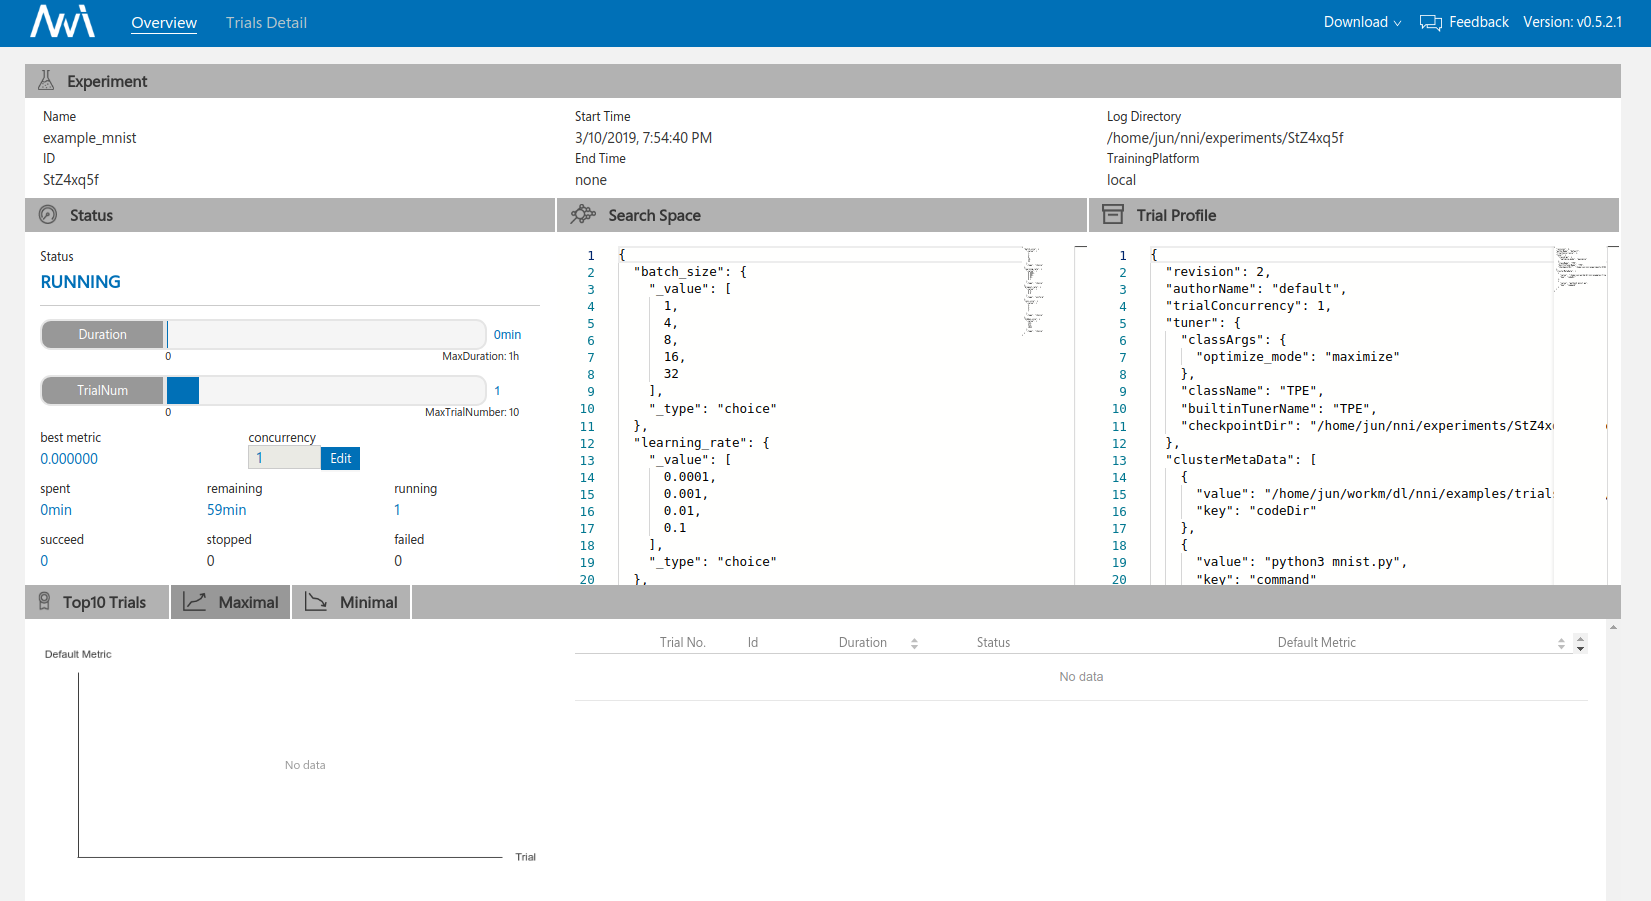 NNI Overview Trials Detail Download Feedback Version: v0.5.2.1
Experiment
Name
example_mnist
ID
StZ4xq5f
Start Time
3/10/2019, 7:54:40 PM
End Time
none
Log Directory
/home/jun/nni/experiments/StZ4xq5f
TrainingPlatform
local
Status
Status
RUNNING
Duration 0min
0 MaxDuration: 1h
TrialNum 1
0 MaxTrialNumber: 10
best metric concurrency
0.000000 1 Edit
spent remaining running
0min 59min 1
succeed stopped failed
0 0 0
Search Space
1 {
2 "batch_size": {
3 "_value": [
4 1,
5 4,
6 8,
7 16,
8 32
9 ],
10 "_type": "choice"
11 },
12 "learning_rate": {
13 "_value": [
14 0.0001,
15 0.001,
16 0.01,
17 0.1
18 ],
19 "_type": "choice"
20 },
Trial Profile
1 {
2 "revision": 2,
3 "authorName": "default",
4 "trialConcurrency": 1,
5 "tuner": {
6 "classArgs": {
7 "optimize_mode": "maximize"
8 },
9 "className": "TPE",
10 "builtinTunerName": "TPE",
11 "checkpointDir": "/home/jun/nni/experiments/StZ4x
12 },
13 "clusterMetaData": [
14 {
15 "value": "/home/jun/workm/dl/nni/examples/trials
16 "key": "codeDir"
17 },
18 {
19 "value": "python3 mnist.py",
20 "key": "command"
Top10 Trials Maximal Minimal
Default Metric
No data
Trial
Trial No. Id Duration Status Default Metric
No data